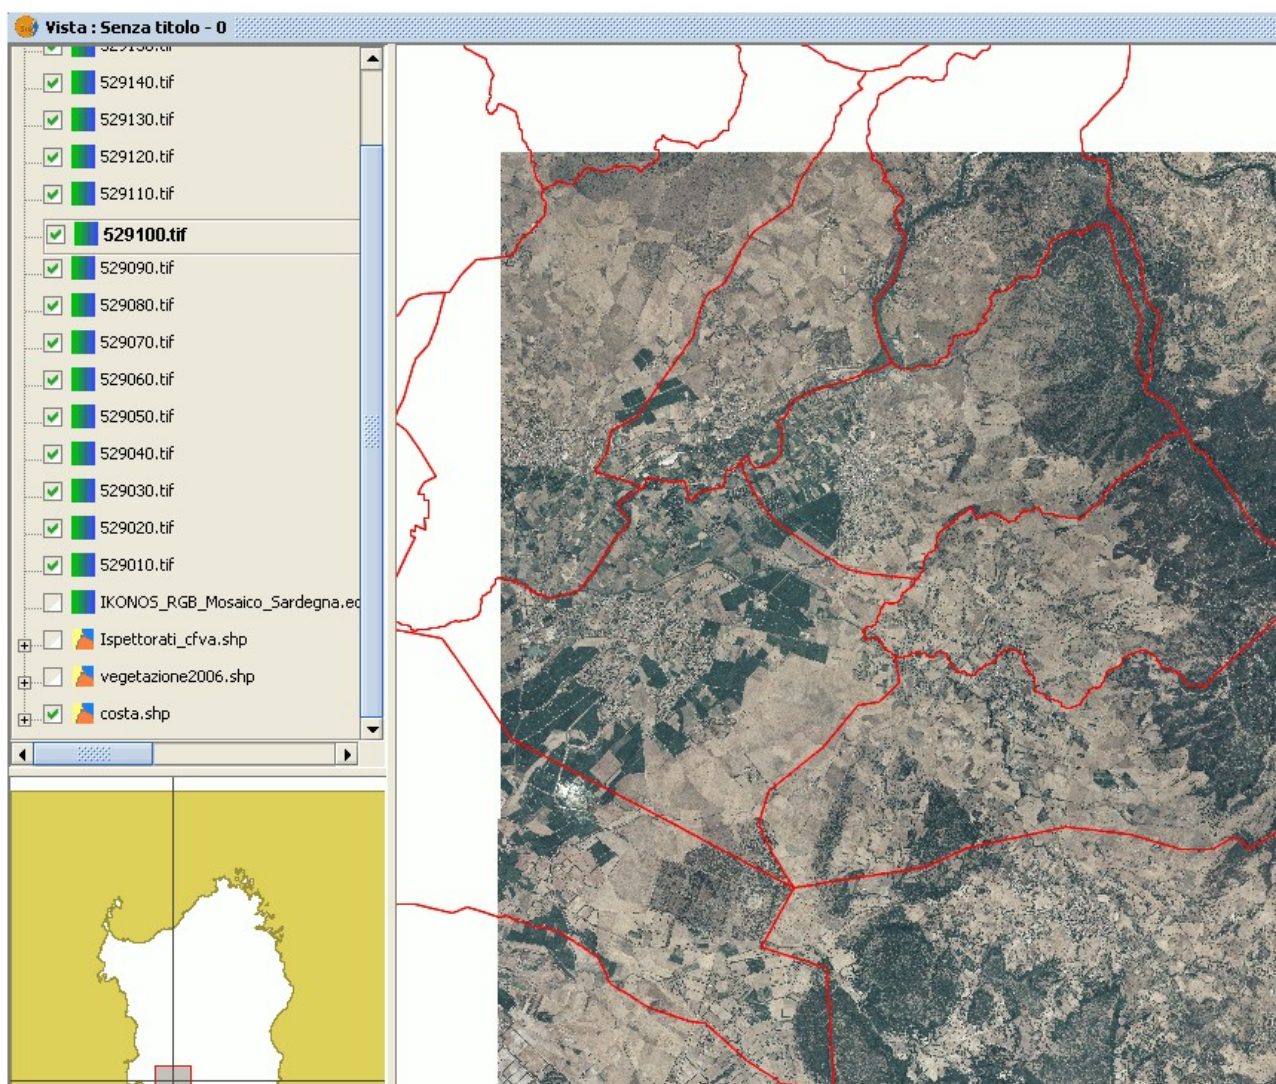 Vista : Senza titolo - 0
529140.tif
529130.tif
529120.tif
529110.tif
529100.tif
529090.tif
529080.tif
529070.tif
529060.tif
529050.tif
529040.tif
529030.tif
529020.tif
529010.tif
IKONOS_RGB_Mosaico_Sardegna.ec
Ispettorati_cfva.shp
vegetazione2006.shp
costa.shp